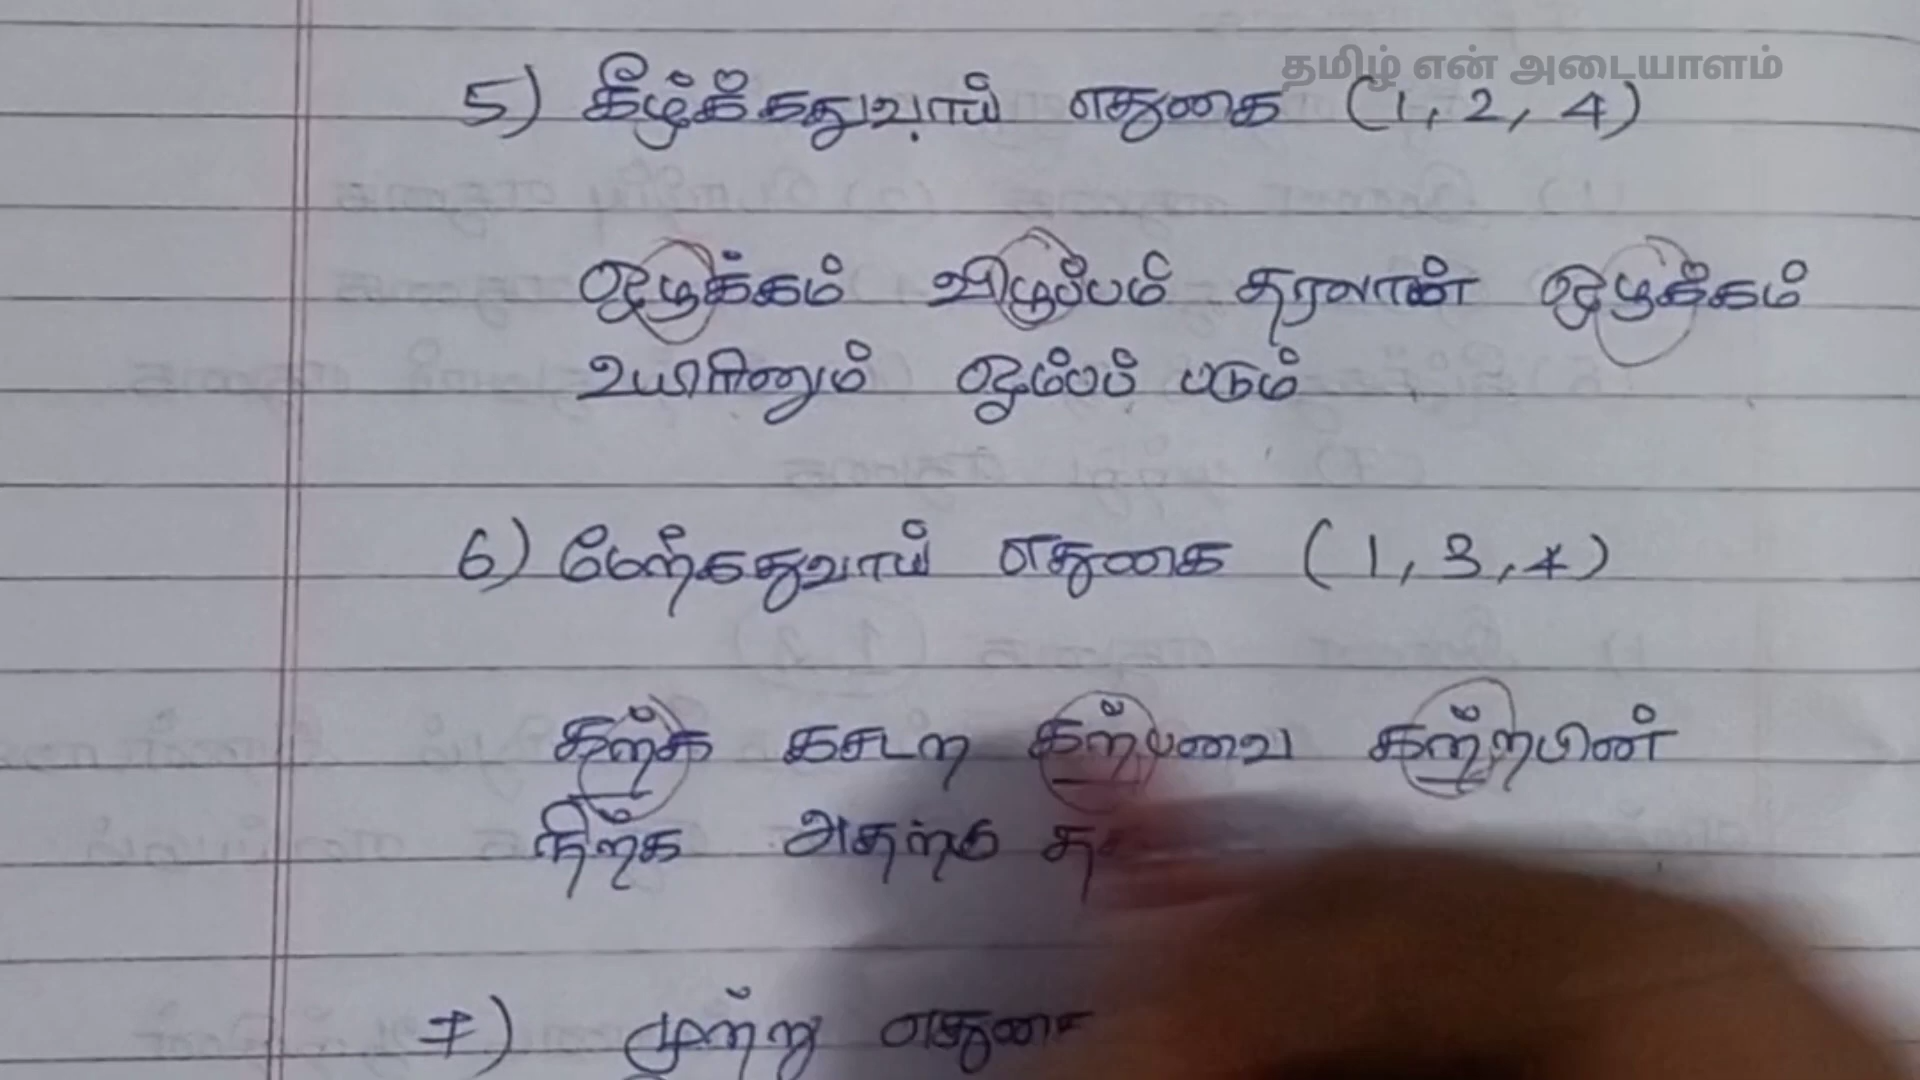 தமிழ் என் அடையாளம்
5) கீழ்க்கதுவாய் எதுகை (1, 2, 4)
ஒழுக்கம் விழுப்பம் தரலான் ஒழுக்கம்
உயிரினும் ஓம்பப் படும்
6) மேற்கதுவாய் எதுகை (1, 3, 4)
கற்க கசடற கற்பவை கற்றபின்
நிற்க அதற்கு
7) முற்று எதுகை